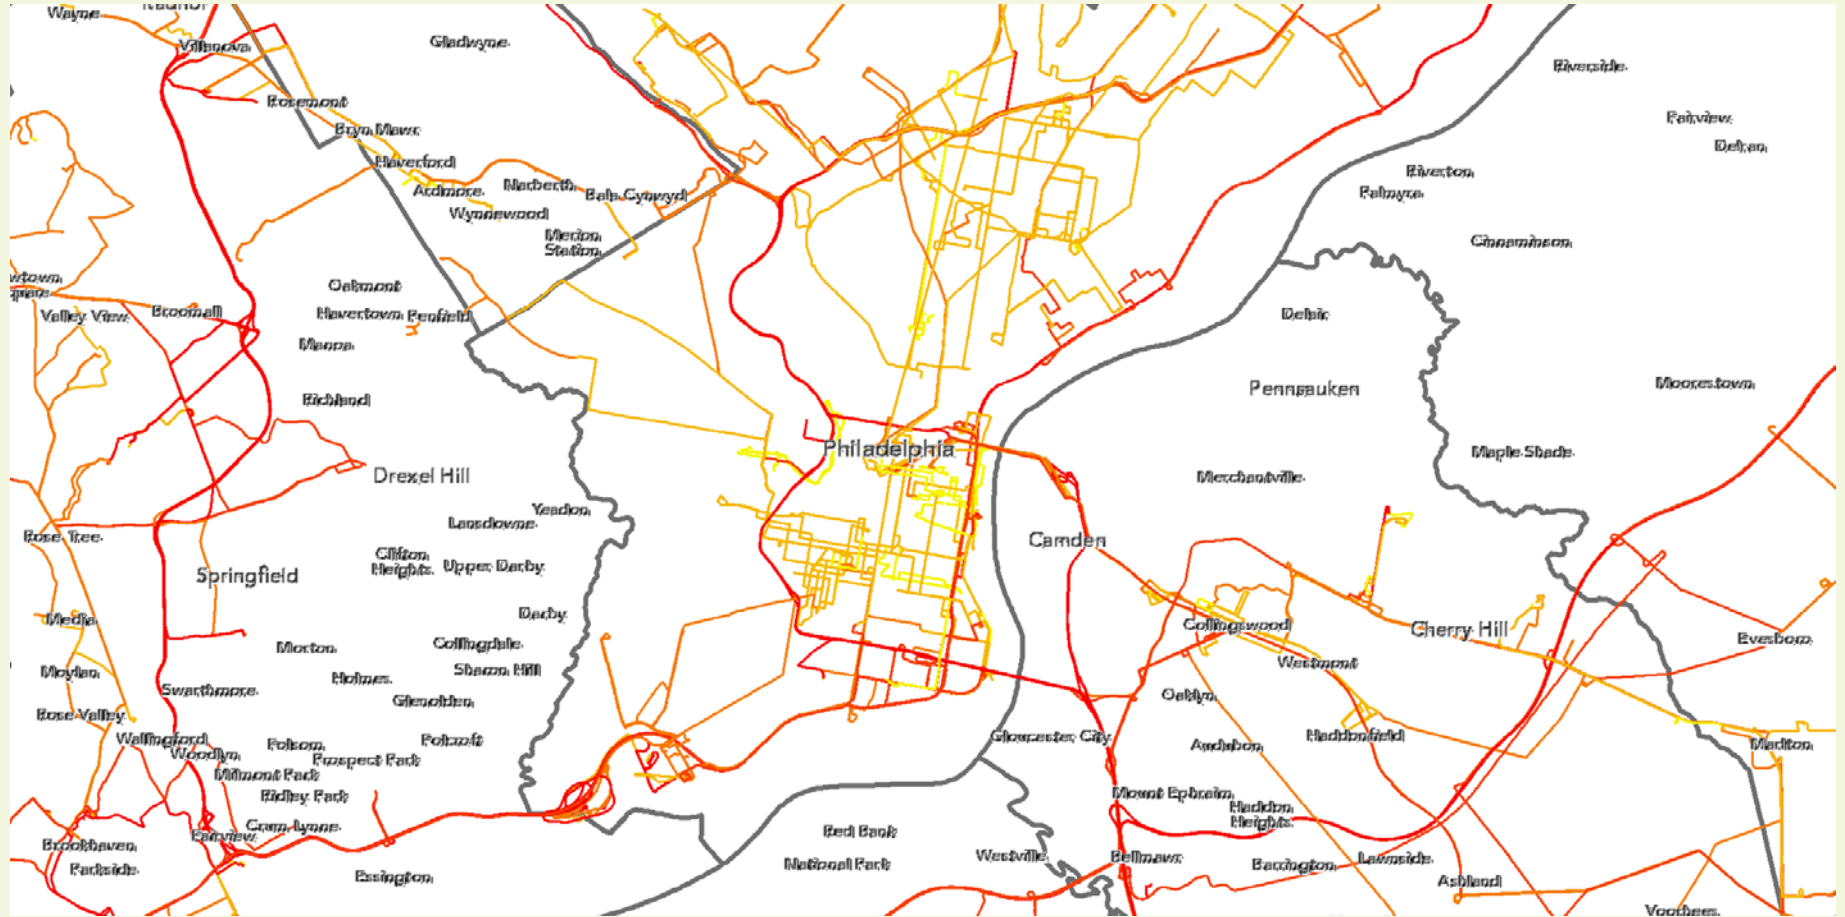 Wayne
Villanova
Gladwyne
Riverside
Rosemont
Bryn Mawr
Fairview
Delran
Haverford
Ardmore
Narberth
Bala Cynwyd
Riverton
Palmyra
Wynnewood
Merion
Station
Cinnaminson
wtown
quare
Oakmont
Valley View
Broomall
Havertown
Penfield
Delair
Manoa
Pennsauken
Moorestown
Richland
Philadelphia
Maple Shade
Drexel Hill
Merchantville
Yeadon
Lansdowne
Rose Tree
Camden
Clifton
Heights
Upper Darby
Springfield
Media
Darby
Collingswood
Cherry Hill
Evesboro
Morton
Collingdale
Westmont
Moylan
Holmes
Sharon Hill
Swarthmore
Glenolden
Oaklyn
Rose Valley
Wallingford
Woodlyn
Folsom
Folcroft
Gloucester City
Audubon
Haddonfield
Marlton
Prospect Park
Milmont Park
Ridley Park
Mount Ephraim
Haddon
Heights
Crum Lynne
Fairview
Brookhaven
Red Bank
Parkside
Essington
National Park
Westville
Bellmawr
Barrington
Lawnside
Ashland
Voorhees